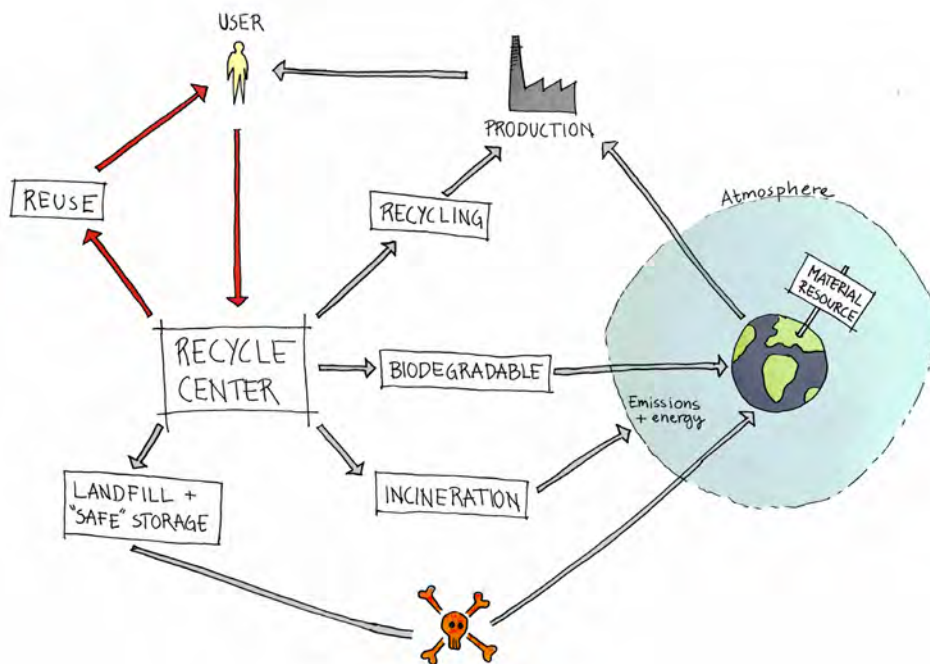 USER
PRODUCTION
REUSE
RECYCLING
Atmosphere
MATERIAL
RESOURCE
RECYCLE
CENTER
BIODEGRADABLE
Emissions
+ energy
LANDFILL +
"SAFE" STORAGE
INCINERATION